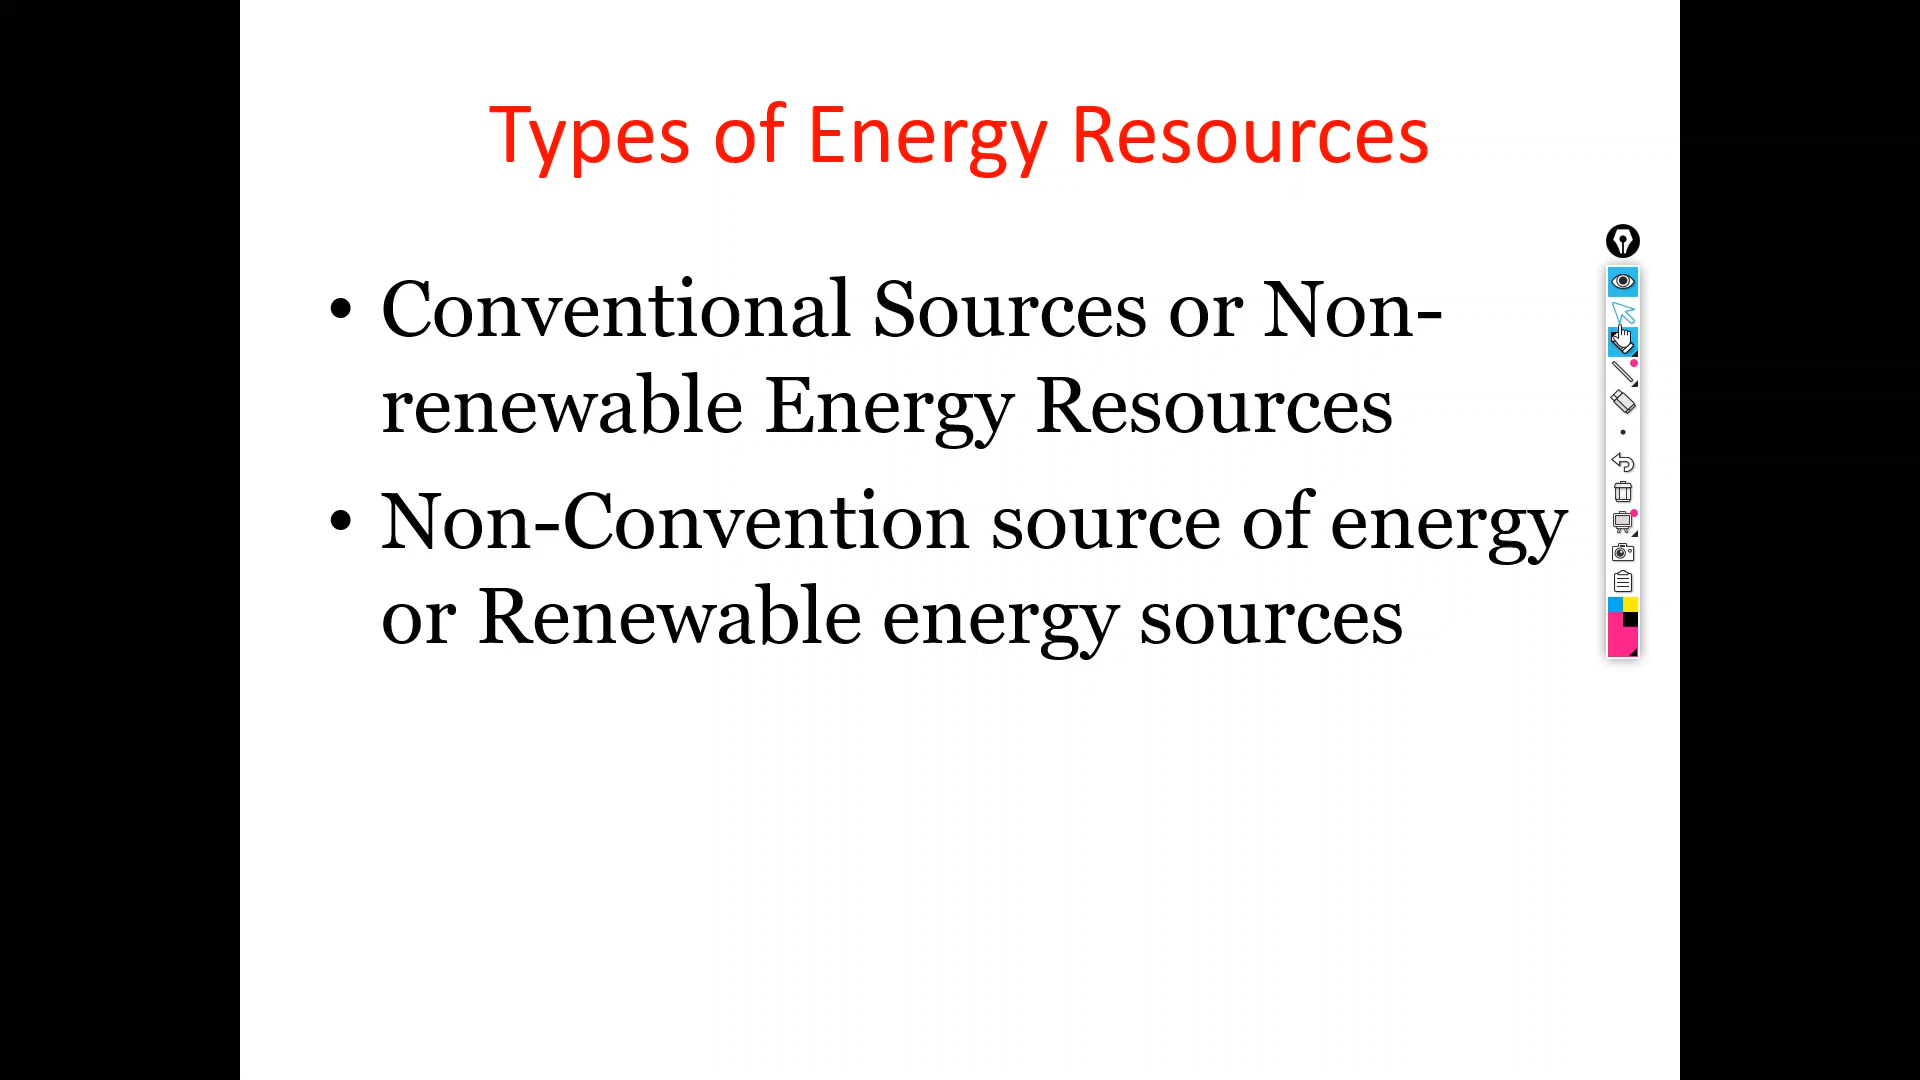 Types of Energy Resources
• Conventional Sources or Non-
renewable Energy Resources
• Non-Convention source of energy
or Renewable energy sources